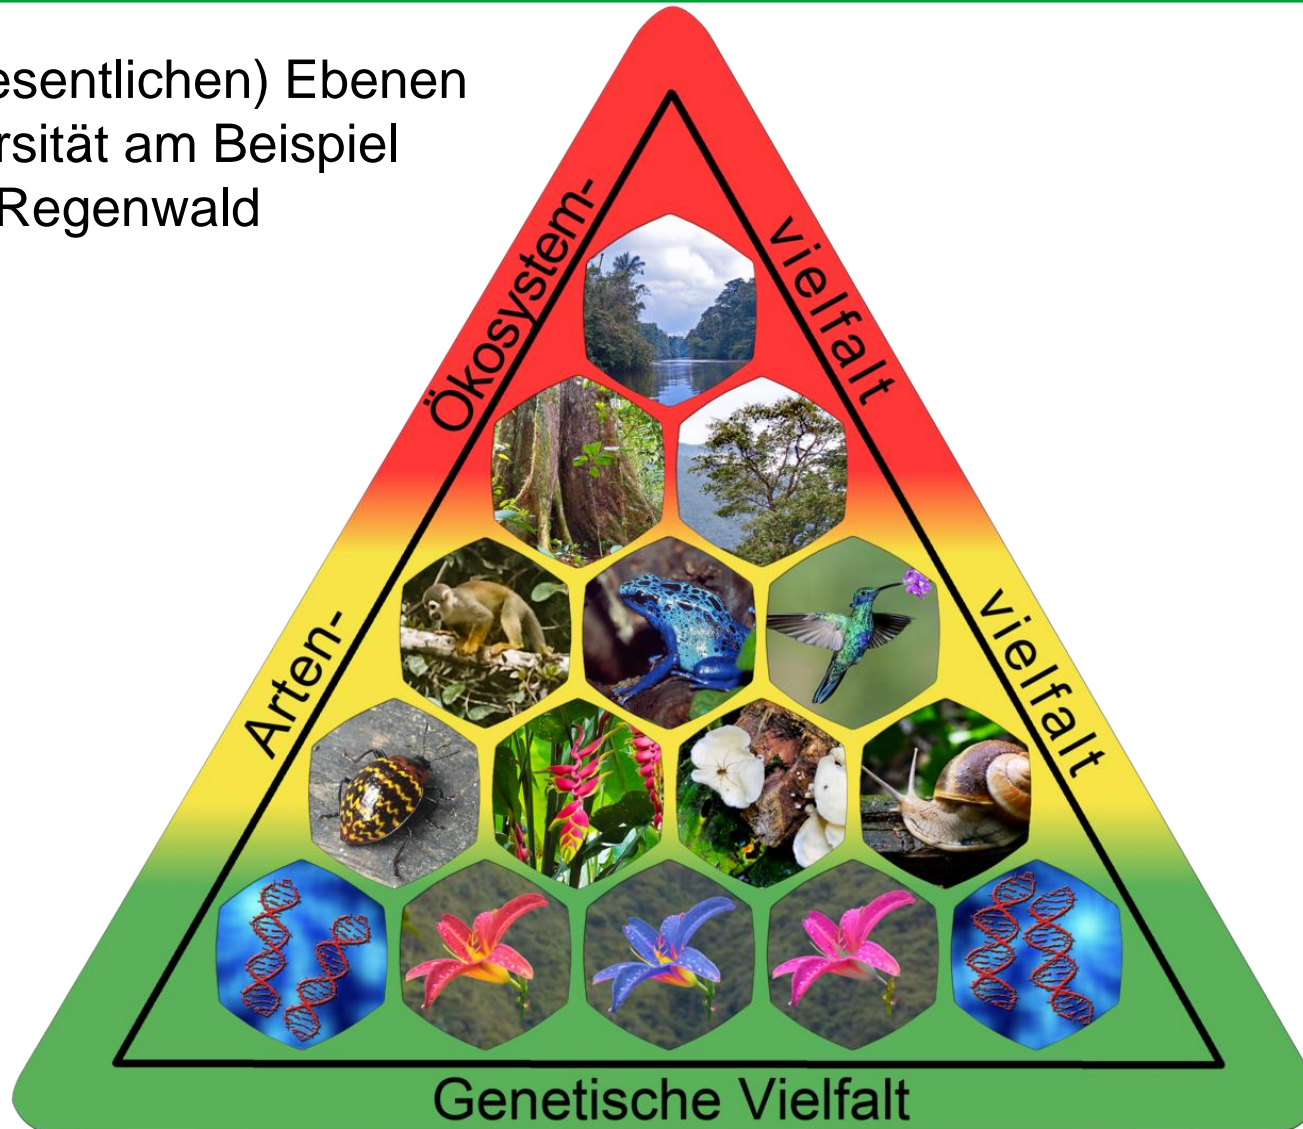 esentlichen) Ebenen
rsität am Beispiel
Regenwald
Ökosystem-
vielfalt
Arten-
vielfalt
Genetische Vielfalt